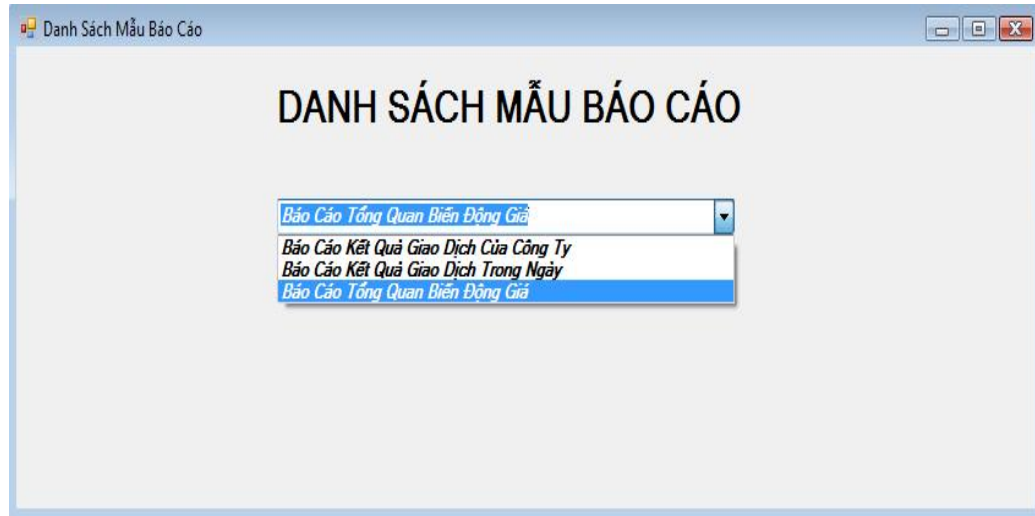 Danh Sách Mẫu Báo Cáo
DANH SÁCH MẪU BÁO CÁO
Báo Cáo Tổng Quan Biến Động Giá
Báo Cáo Kết Quả Giao Dịch Của Công Ty
Báo Cáo Kết Quả Giao Dịch Trong Ngày
Báo Cáo Tổng Quan Biến Động Giá